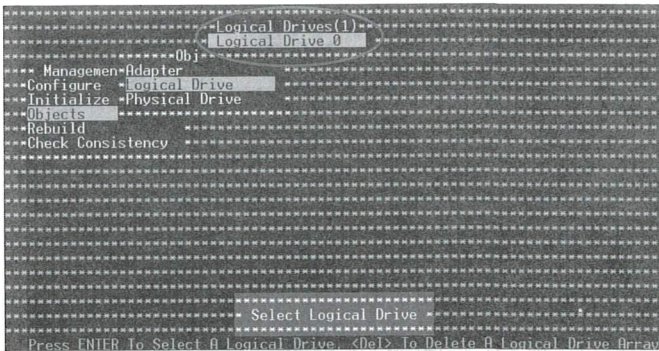 Logical Drives(1)
Logical Drive 0
Obj
Managemen
Adapter
Configure
Logical Drive
Initialize
Physical Drive
Objects
Rebuild
Check Consistency
Select Logical Drive
Press ENTER To Select A Logical Drive <Del> To Delete A Logical Drive Array